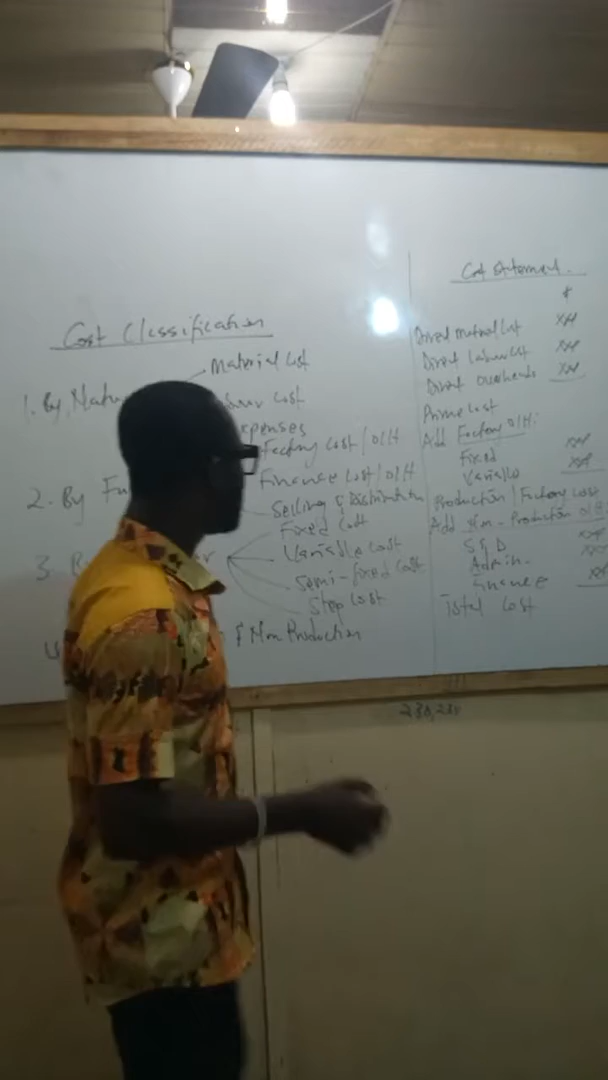 Cost Classification
1. By Natu
Material Cost
Labour Cost
xpenses
2. By Fu
Factory Cost / O/H
Finance Cost / O/H
Selling & Distribution
3.
Fixed Cost
Variable Cost
Semi-fixed Cost
Step Cost
& Non Production
Cost Statement
Direct Material Cost xx
Direct Labour Cost xx
Direct Overheads xx
Prime Cost
Add Factory O/H:
Fixed xx
Variable xx
Production / Factory Cost
Add Non-Production O/H
S & D xx
Admin. xx
Finance xx
Total Cost